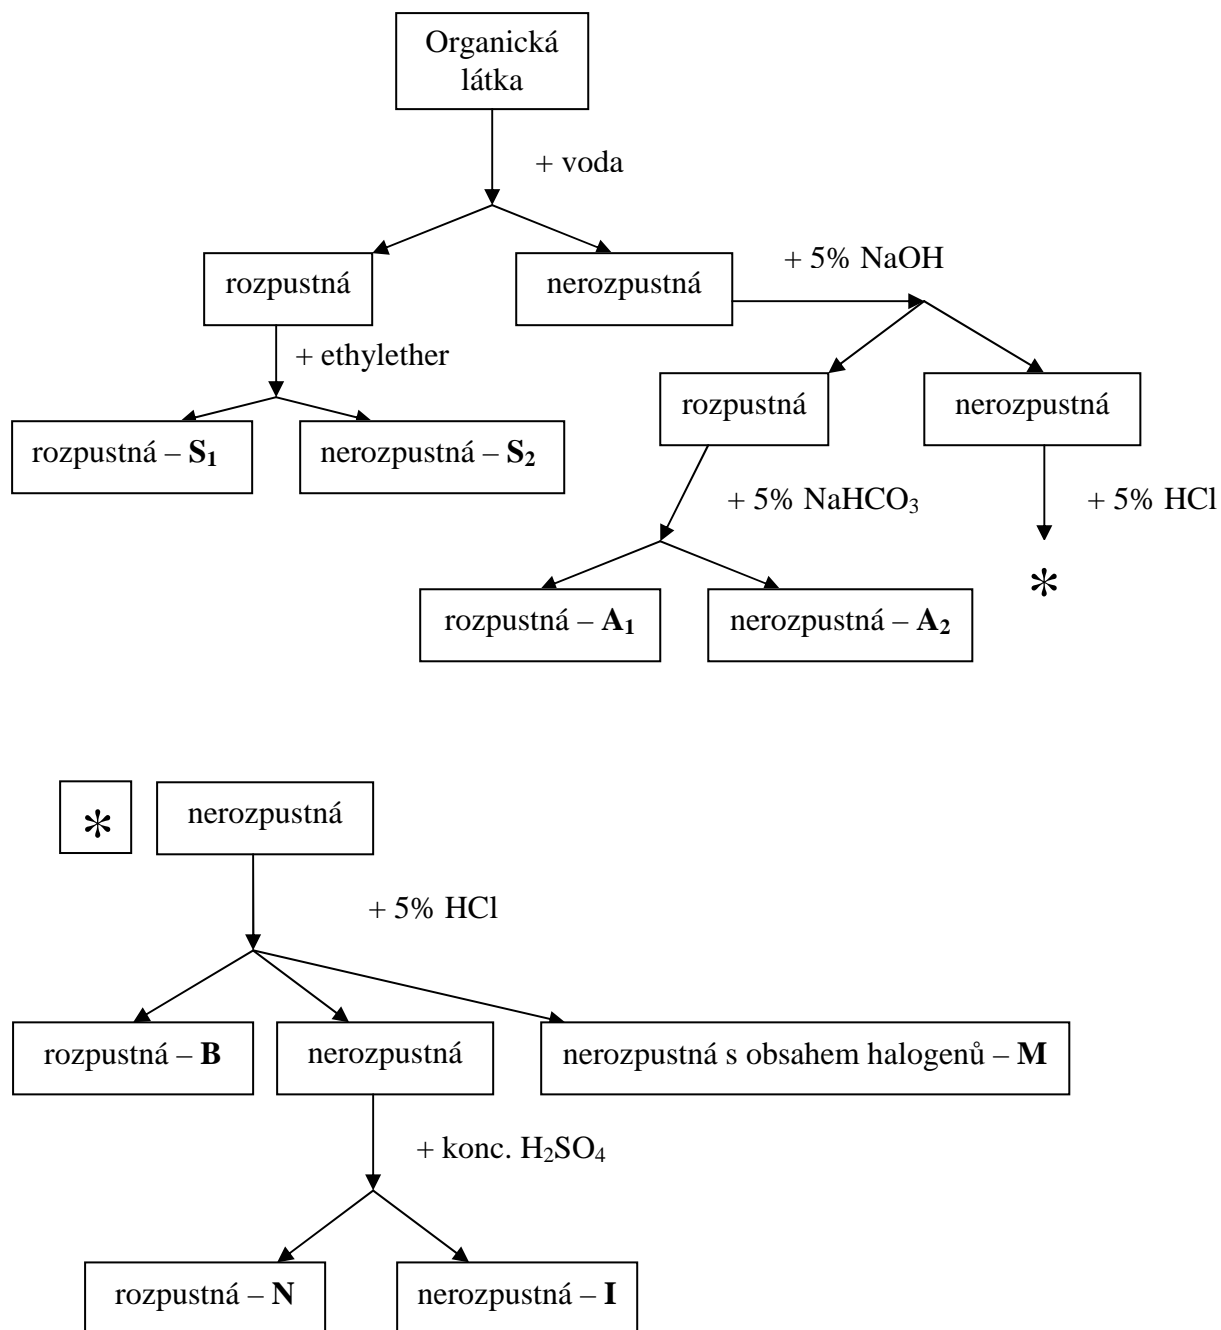 Organická
látka
+ voda
rozpustná
nerozpustná
+ 5% NaOH
+ ethylether
rozpustná
nerozpustná
rozpustná – S₁
nerozpustná – S₂
+ 5% NaHCO₃
+ 5% HCl
*
rozpustná – A₁
nerozpustná – A₂
*
nerozpustná
+ 5% HCl
rozpustná – B
nerozpustná
nerozpustná s obsahem halogenů – M
+ konc. H₂SO₄
rozpustná – N
nerozpustná – I